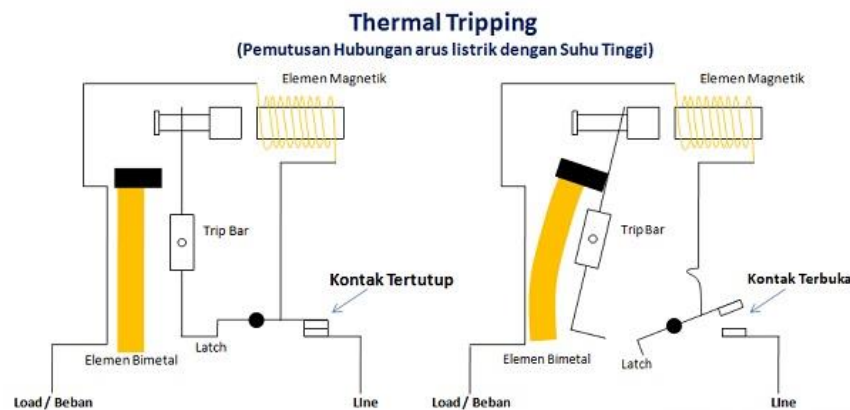 Thermal Tripping
(Pemutusan Hubungan arus listrik dengan Suhu Tinggi)
Elemen Magnetik
Trip Bar
Kontak Tertutup
Latch
Elemen Bimetal
Load / Beban
LIne
Elemen Magnetik
Trip Bar
Kontak Terbuka
Latch
Elemen Bimetal
Load / Beban
LIne